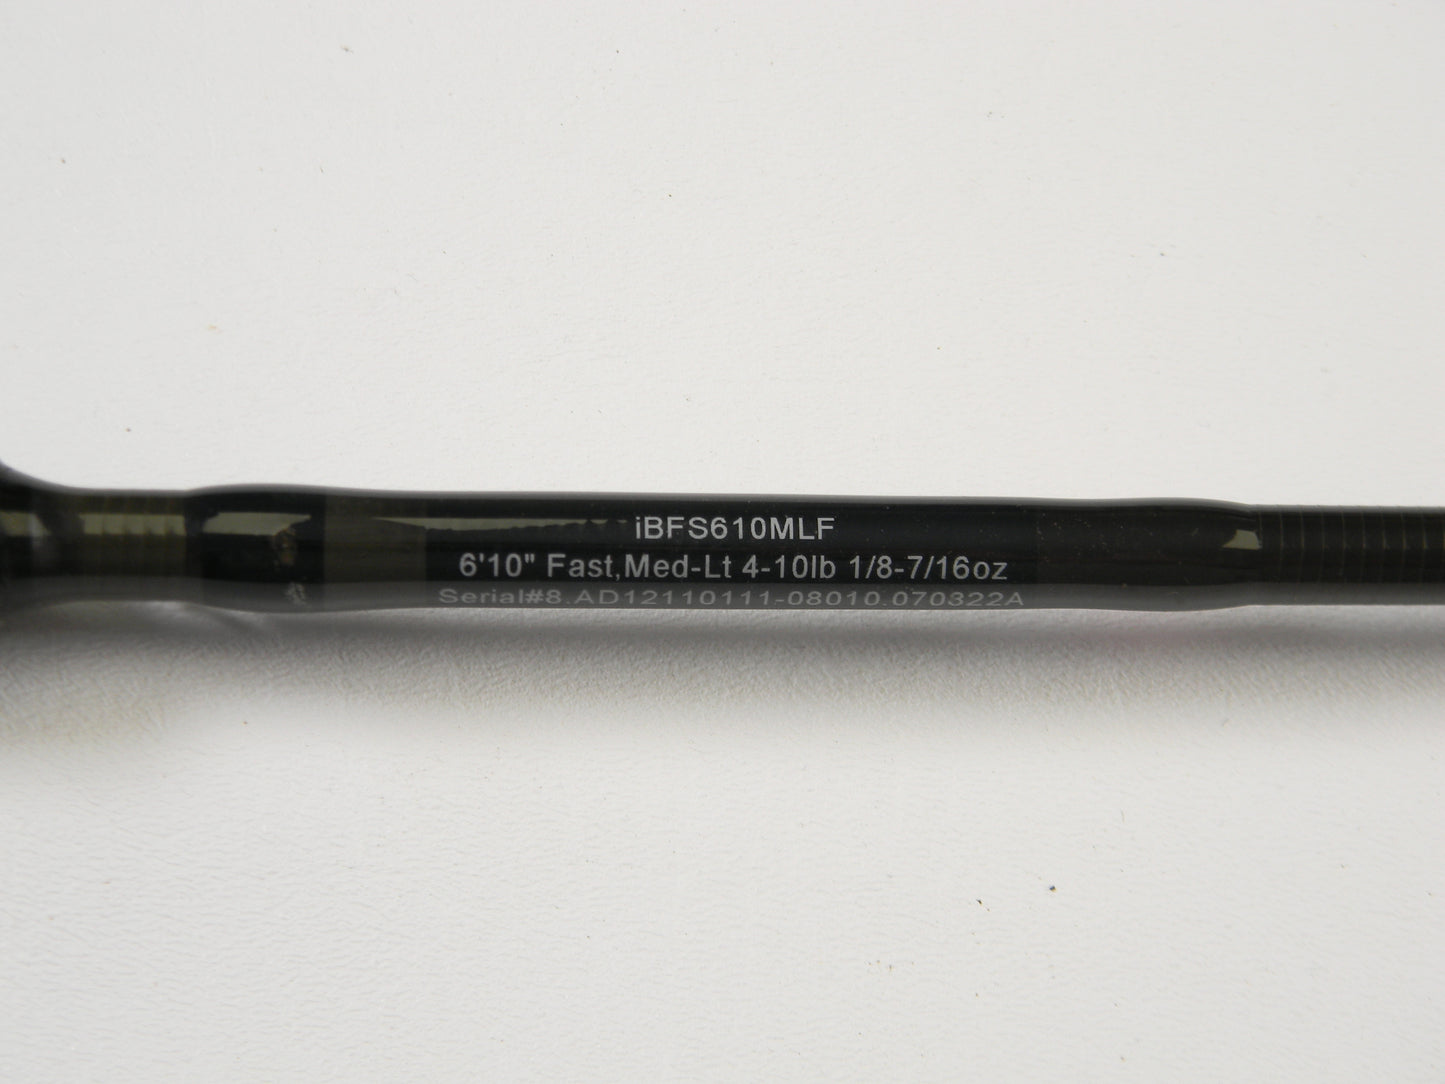 iBFS610MLF
6'10" Fast,Med-Lt 4-10lb 1/8-7/16oz
Serial#8.AD12110111-08010.070322A